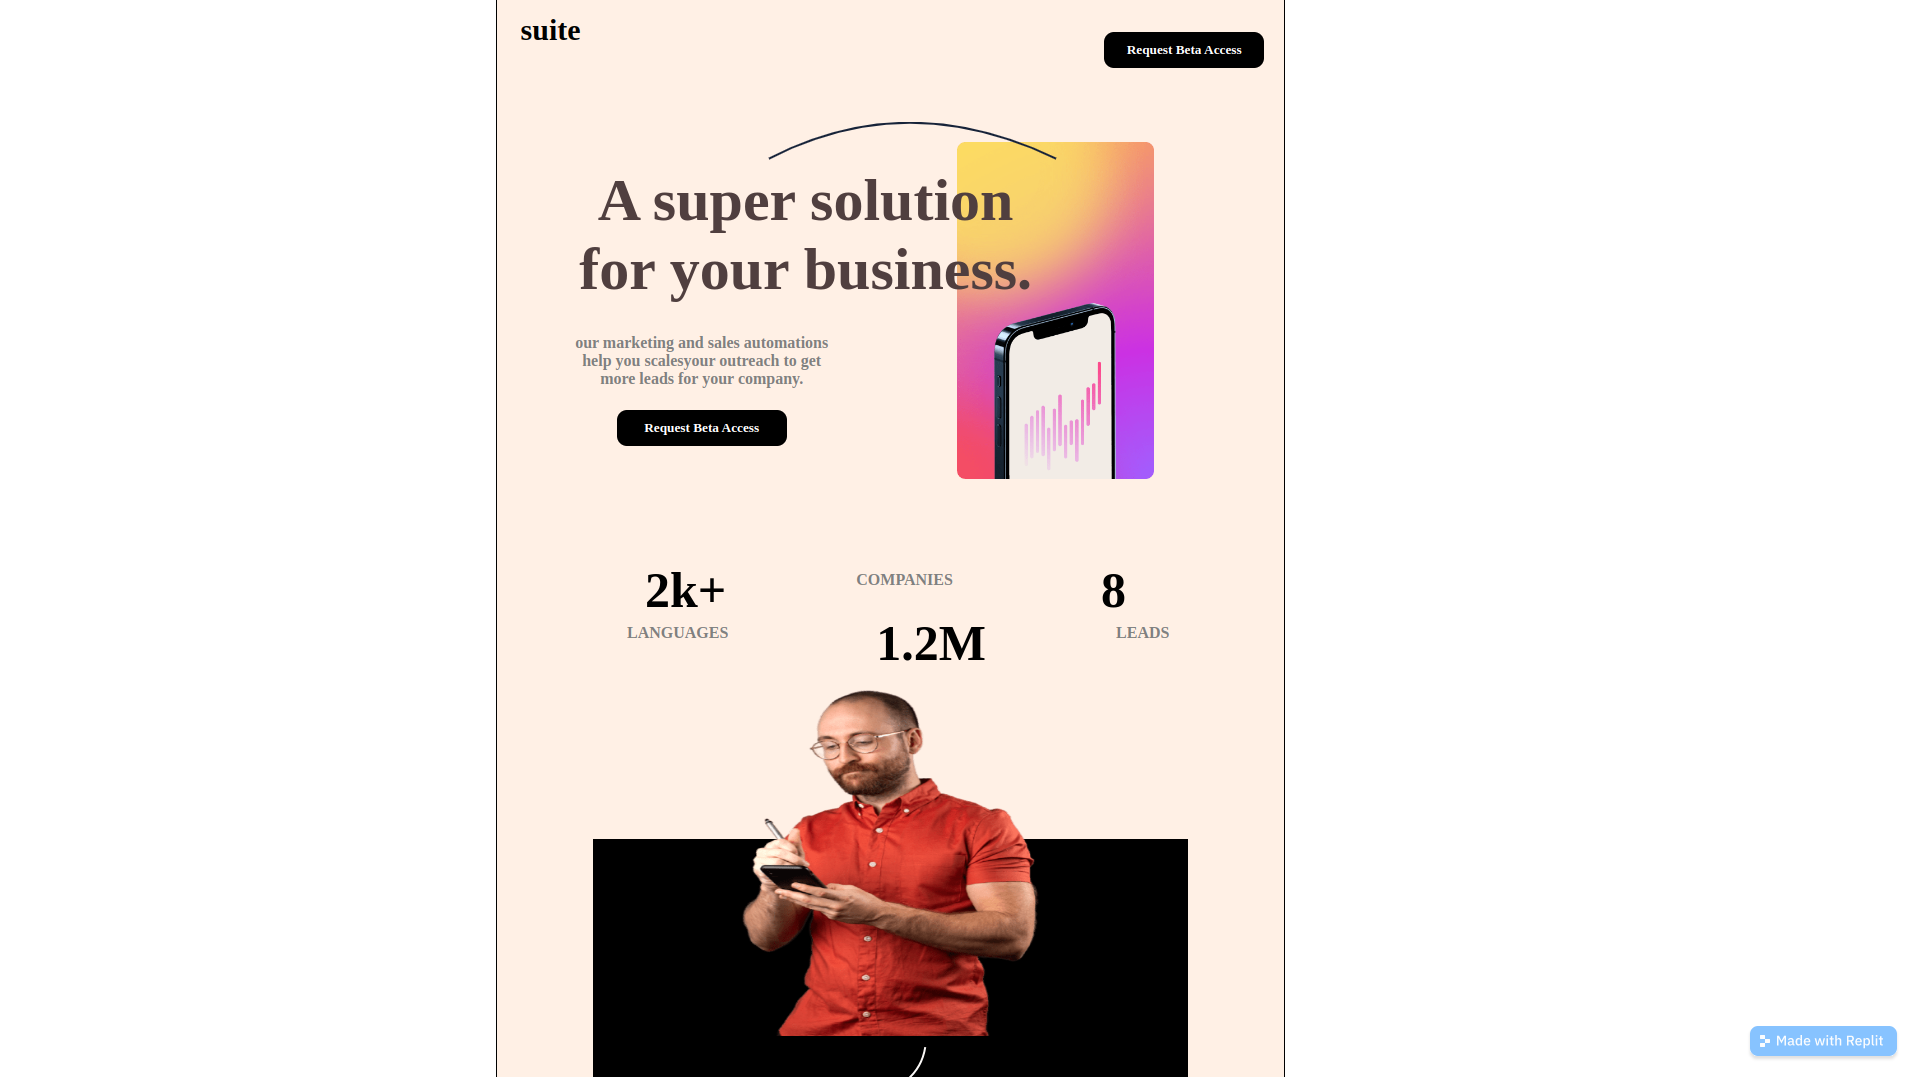 suite
Request Beta Access
A super solution
for your business.
our marketing and sales automations
help you scalesyour outreach to get
more leads for your company.
Request Beta Access
2k+
LANGUAGES
COMPANIES
1.2M
8
LEADS
Made with Replit